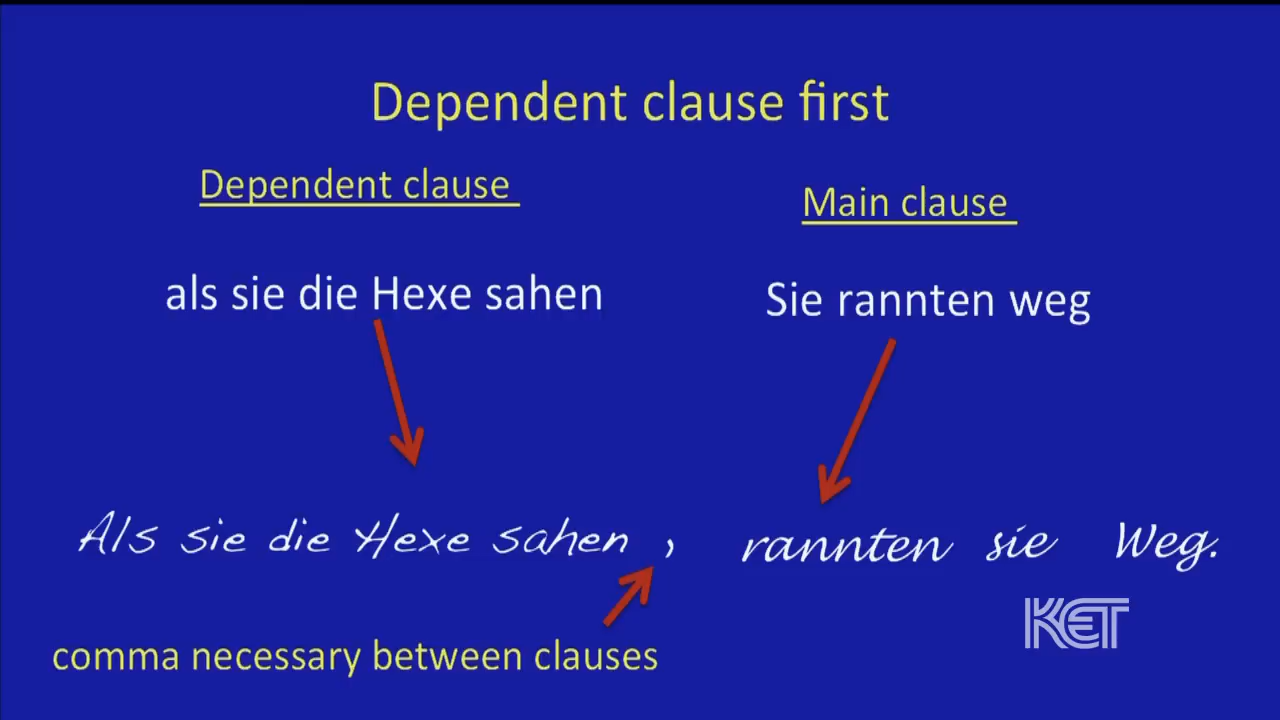 Dependent clause first
Dependent clause
Main clause
als sie die Hexe sahen
Sie rannten weg
Als sie die Hexe sahen , rannten sie Weg.
KET
comma necessary between clauses